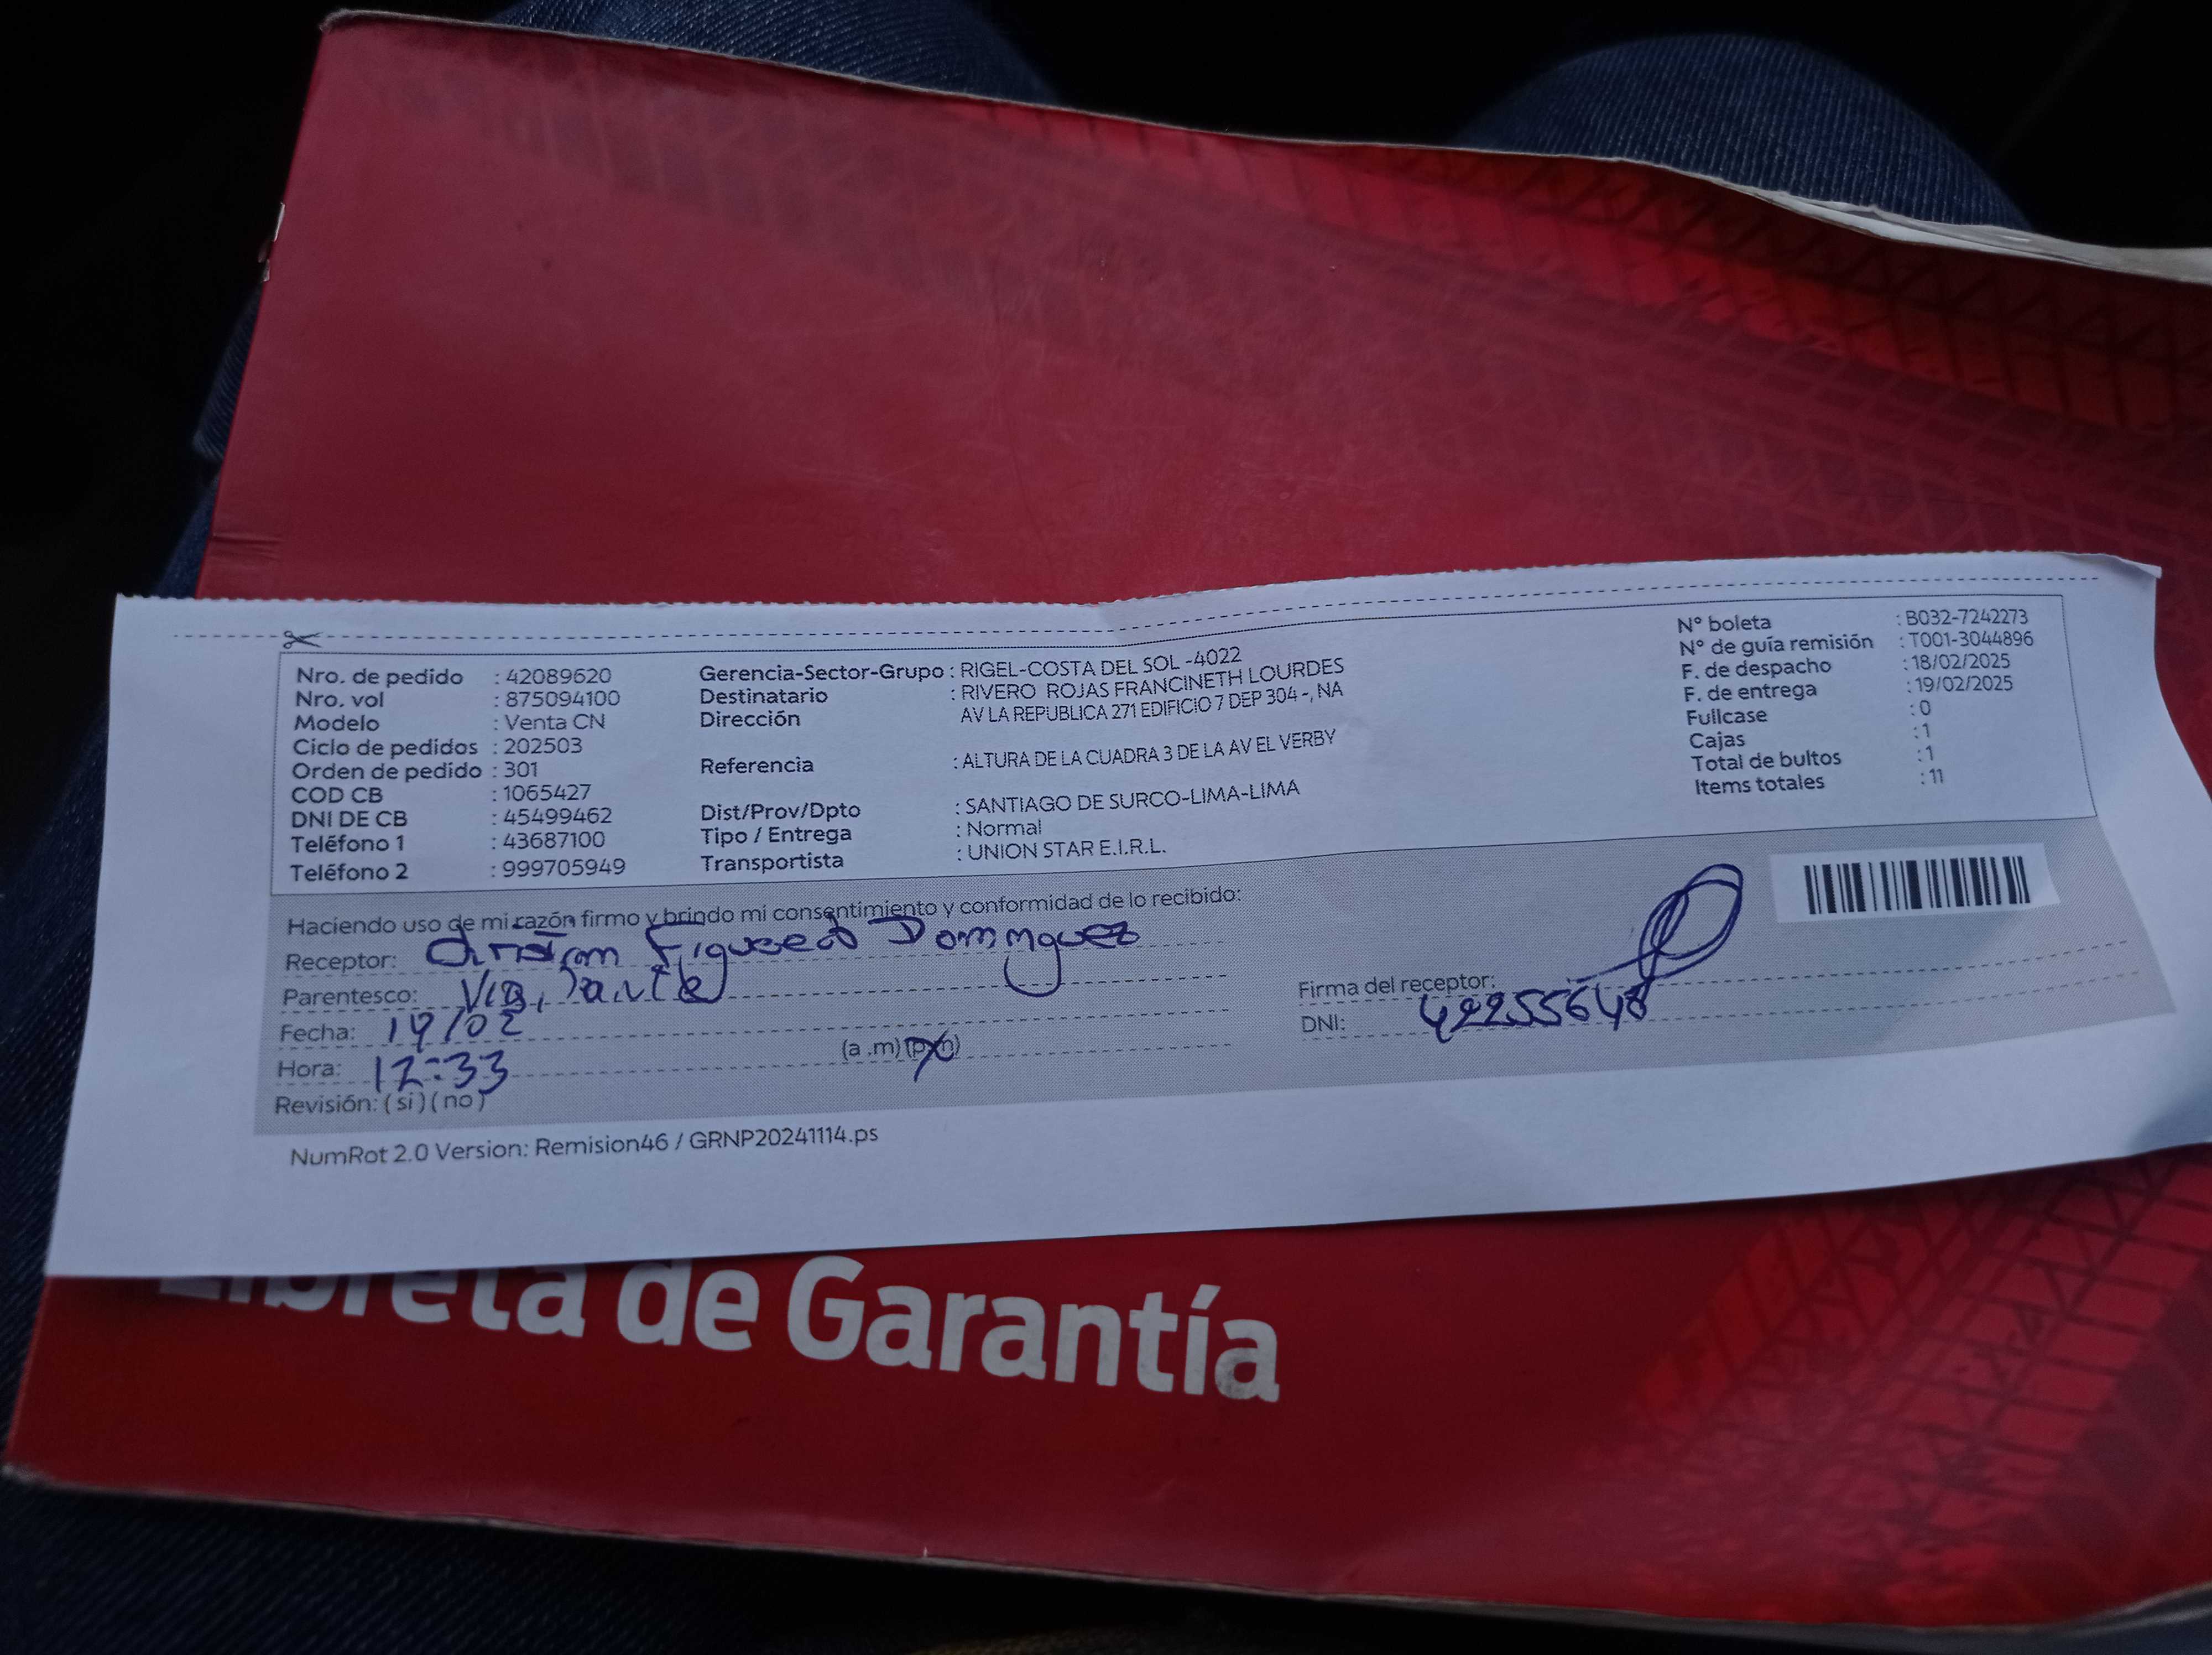 Nro. de pedido : 42089620
Nro. vol : 875094100
Modelo : Venta CN
Ciclo de pedidos : 202503
Orden de pedido : 301
COD CB : 1065427
DNI DE CB : 45499462
Teléfono 1 : 43687100
Teléfono 2 : 999705949
Gerencia-Sector-Grupo : RIGEL-COSTA DEL SOL -4022
Destinatario : RIVERO ROJAS FRANCINETH LOURDES
Dirección AV LA REPUBLICA 271 EDIFICIO 7 DEP 304 -, NA
Referencia : ALTURA DE LA CUADRA 3 DE LA AV EL VERBY
Dist/Prov/Dpto : SANTIAGO DE SURCO-LIMA-LIMA
Tipo / Entrega : Normal
Transportista : UNION STAR E.I.R.L.
N° boleta : B032-7242273
N° de guía remisión : T001-3044896
F. de despacho : 18/02/2025
F. de entrega : 19/02/2025
Fullcase : 0
Cajas : 1
Total de bultos : 1
Items totales : 11
Haciendo uso de mi razón firmo y brindo mi consentimiento y conformidad de lo recibido:
Receptor: Dominguez
Parentesco:
Fecha: 19/02
Hora: 12:33 (a .m) (p.m)
Revisión: ( si ) ( no )
Firma del receptor:
DNI: 42255648
NumRot 2.0 Version: Remision46 / GRNP20241114.ps
Libreta de Garantía